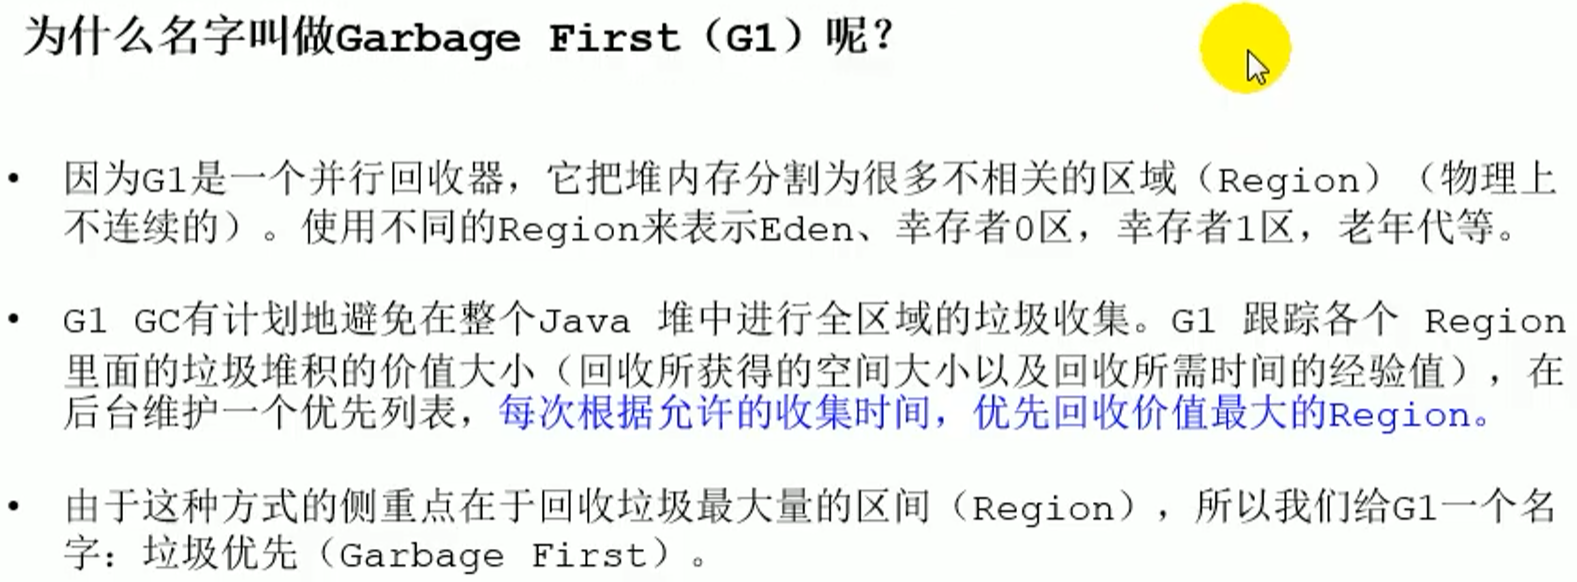 为什么名字叫做Garbage First（G1）呢？
• 因为G1是一个并行回收器，它把堆内存分割为很多不相关的区域（Region）（物理上
不连续的）。使用不同的Region来表示Eden、幸存者0区，幸存者1区，老年代等。
• G1 GC有计划地避免在整个Java 堆中进行全区域的垃圾收集。G1 跟踪各个 Region
里面的垃圾堆积的价值大小（回收所获得的空间大小以及回收所需时间的经验值），在
后台维护一个优先列表，每次根据允许的收集时间，优先回收价值最大的Region。
• 由于这种方式的侧重点在于回收垃圾最大量的区间（Region），所以我们给G1一个名
字：垃圾优先（Garbage First）。